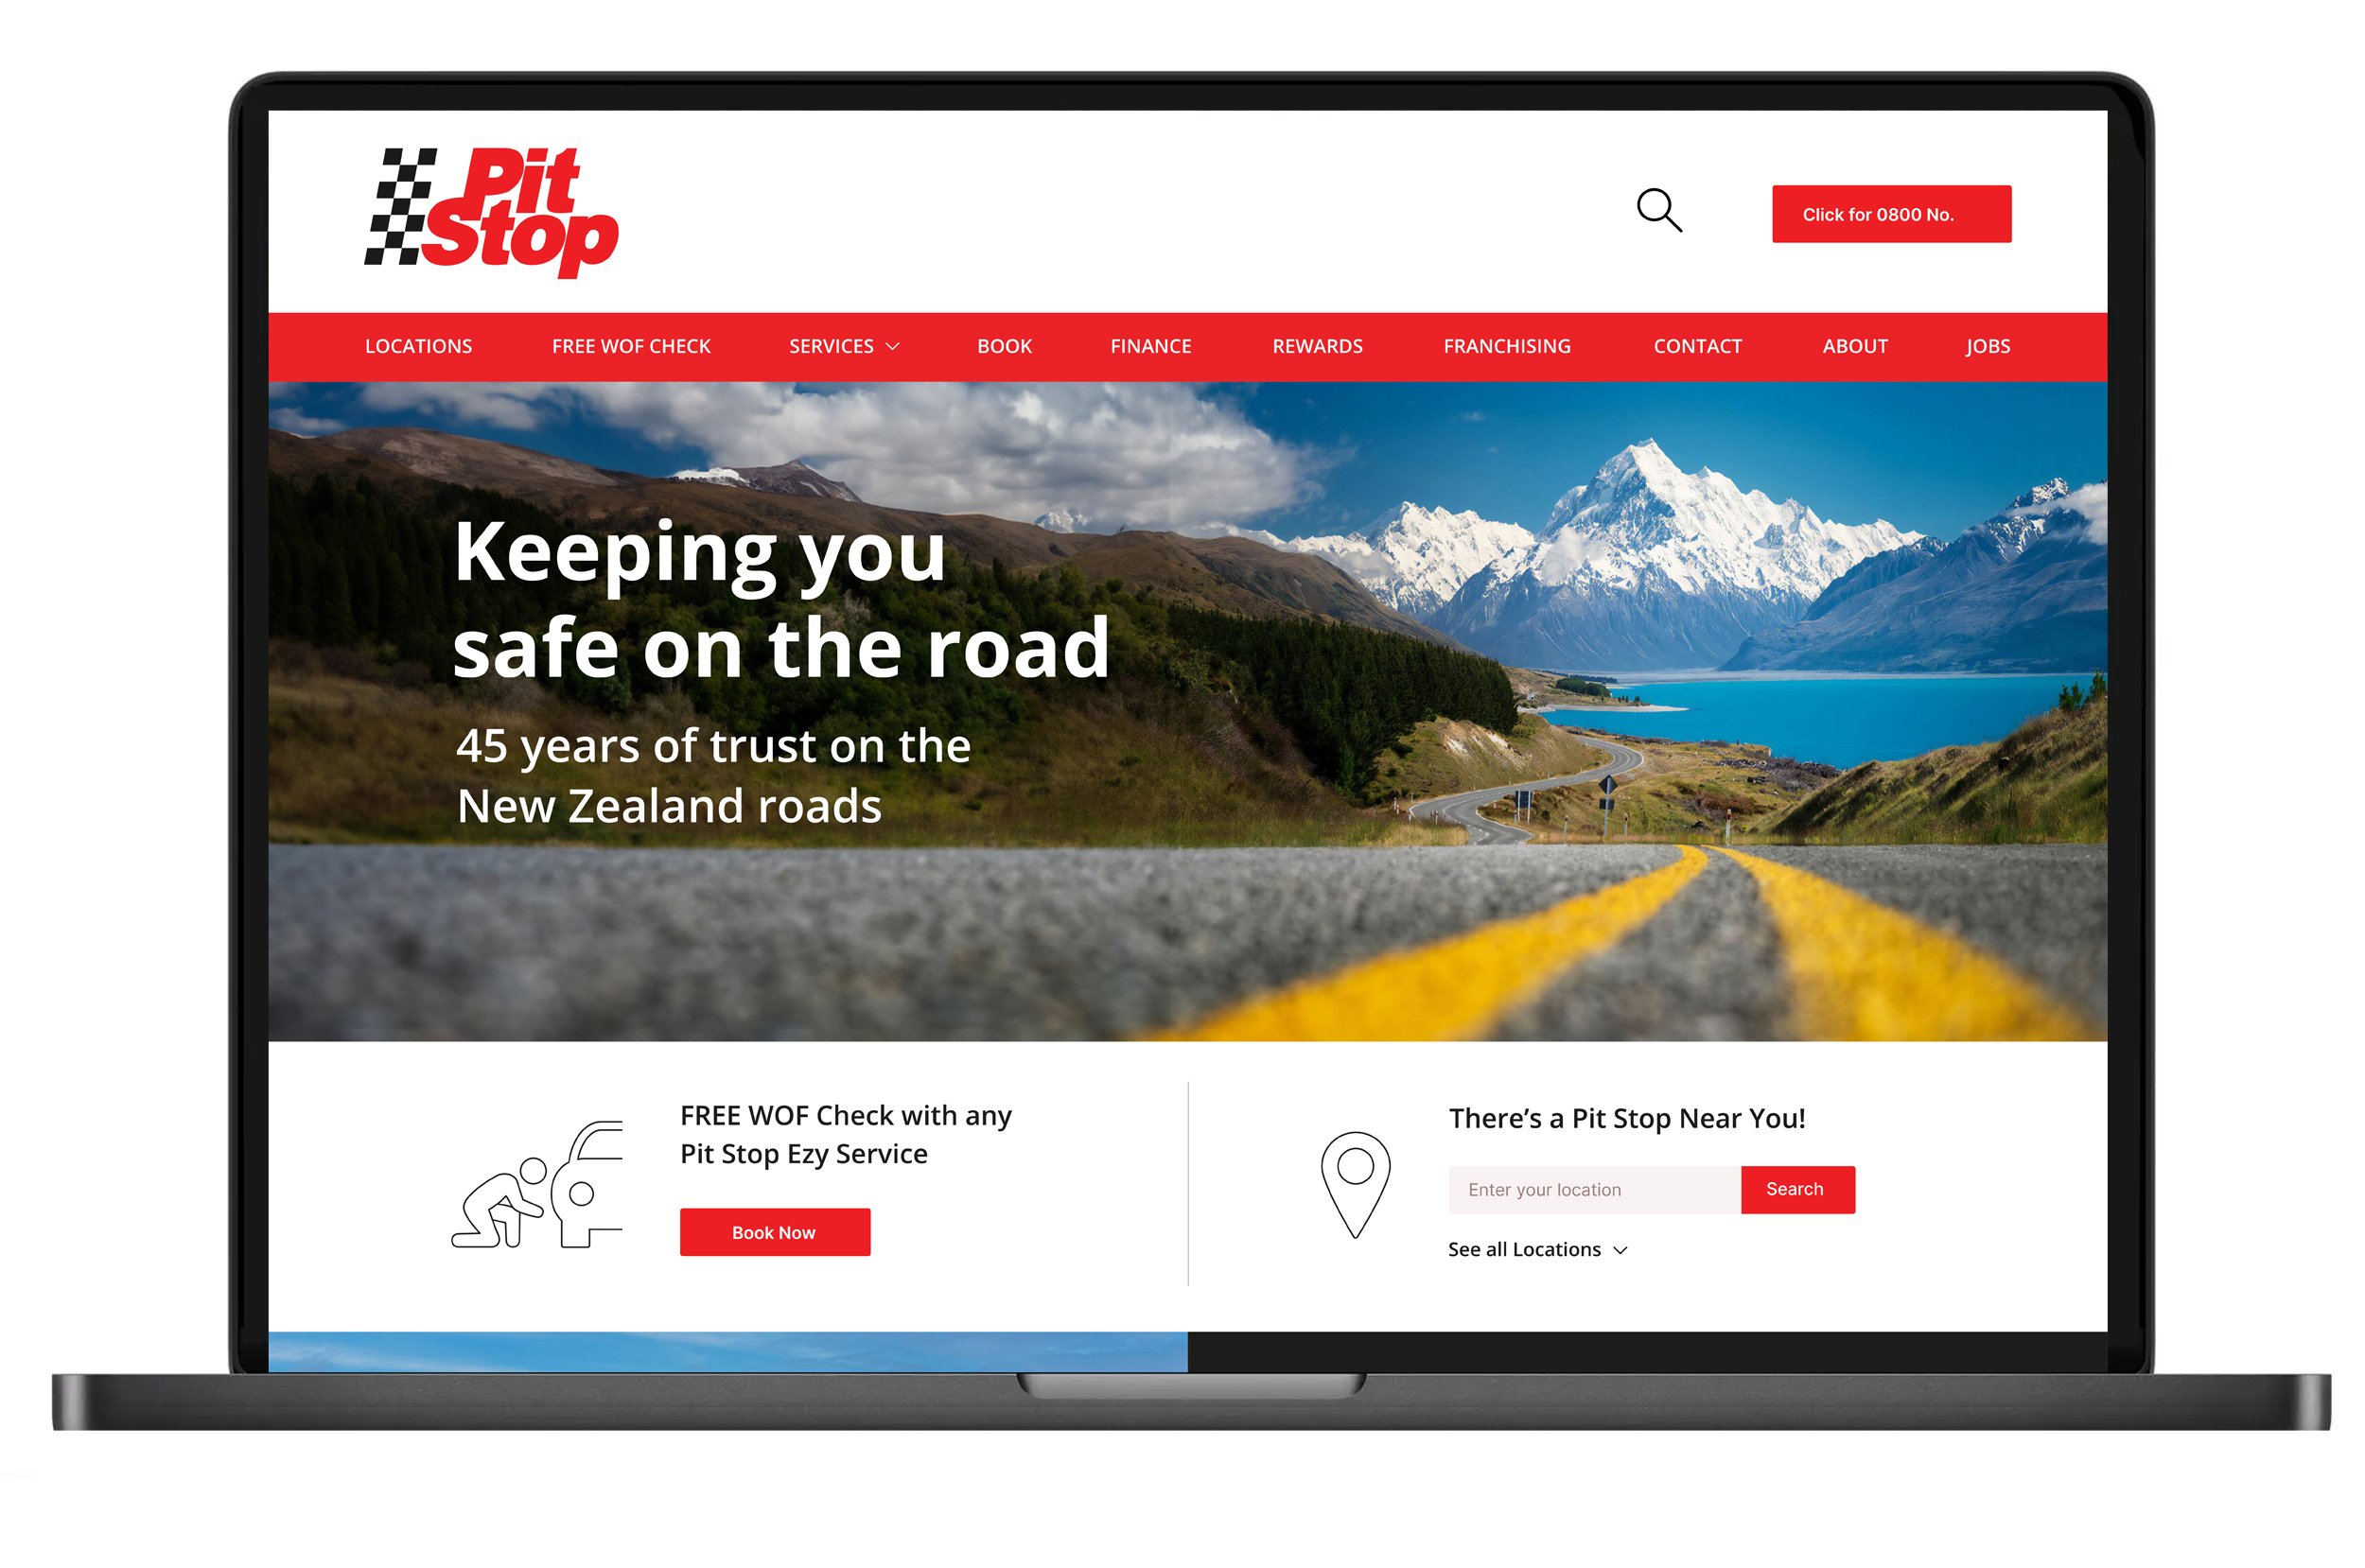 Pit
Stop
Click for 0800 No.
LOCATIONS FREE WOF CHECK SERVICES BOOK FINANCE REWARDS FRANCHISING CONTACT ABOUT JOBS
Keeping you
safe on the road
45 years of trust on the
New Zealand roads
FREE WOF Check with any
Pit Stop Ezy Service
Book Now
There’s a Pit Stop Near You!
Enter your location Search
See all Locations